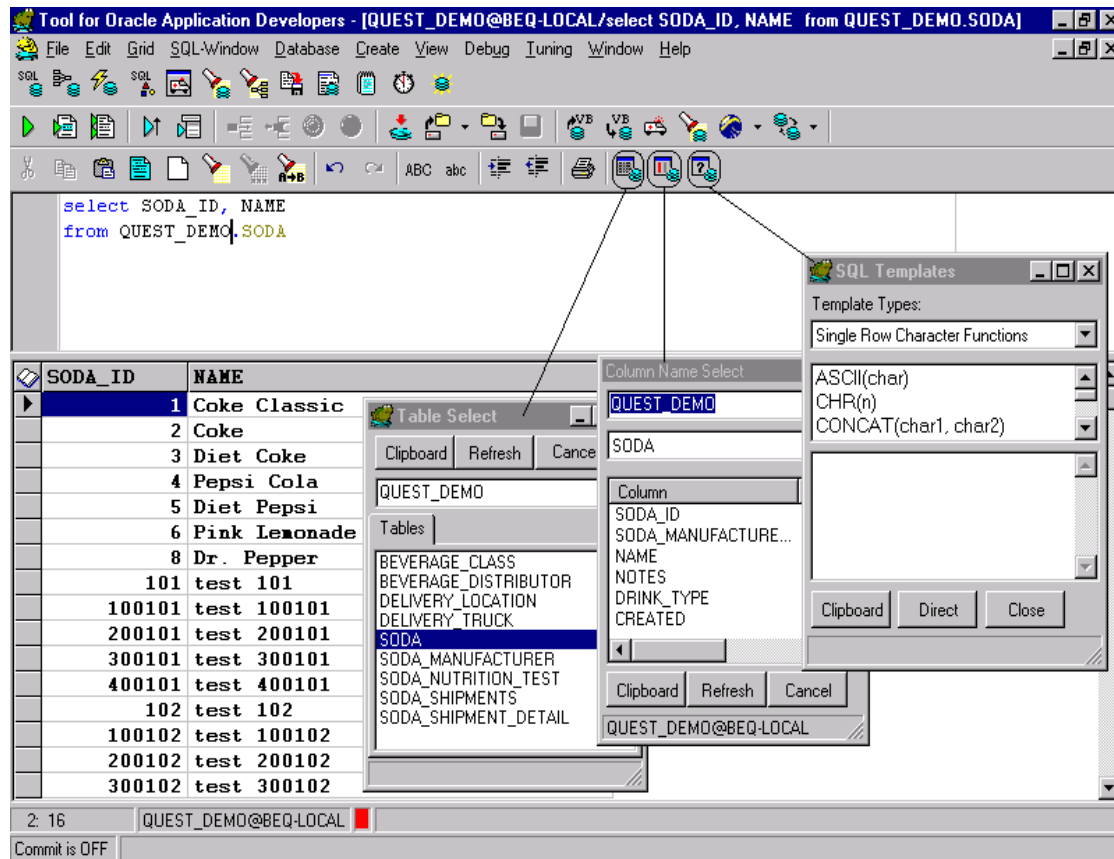 Tool for Oracle Application Developers - [QUEST_DEMO@BEQ-LOCAL/select SODA_ID, NAME from QUEST_DEMO.SODA]
File Edit Grid SQL-Window Database Create View Debug Tuning Window Help
SQL SQL
VB VB
A→B ABC abc
select SODA_ID, NAME
from QUEST_DEMO.SODA
SODA_ID NAME
1 Coke Classic
2 Coke
3 Diet Coke
4 Pepsi Cola
5 Diet Pepsi
6 Pink Lemonade
8 Dr. Pepper
101 test 101
100101 test 100101
200101 test 200101
300101 test 300101
400101 test 400101
102 test 102
100102 test 100102
200102 test 200102
300102 test 300102
Table Select
Clipboard Refresh Cance
QUEST_DEMO
Tables
BEVERAGE_CLASS
BEVERAGE_DISTRIBUTOR
DELIVERY_LOCATION
DELIVERY_TRUCK
SODA
SODA_MANUFACTURER
SODA_NUTRITION_TEST
SODA_SHIPMENTS
SODA_SHIPMENT_DETAIL
Column Name Select
QUEST_DEMO
SODA
Column
SODA_ID
SODA_MANUFACTURE...
NAME
NOTES
DRINK_TYPE
CREATED
Clipboard Refresh Cancel
QUEST_DEMO@BEQ-LOCAL
SQL Templates
Template Types:
Single Row Character Functions
ASCII(char)
CHR(n)
CONCAT(char1, char2)
Clipboard Direct Close
2: 16 QUEST_DEMO@BEQ-LOCAL
Commit is OFF